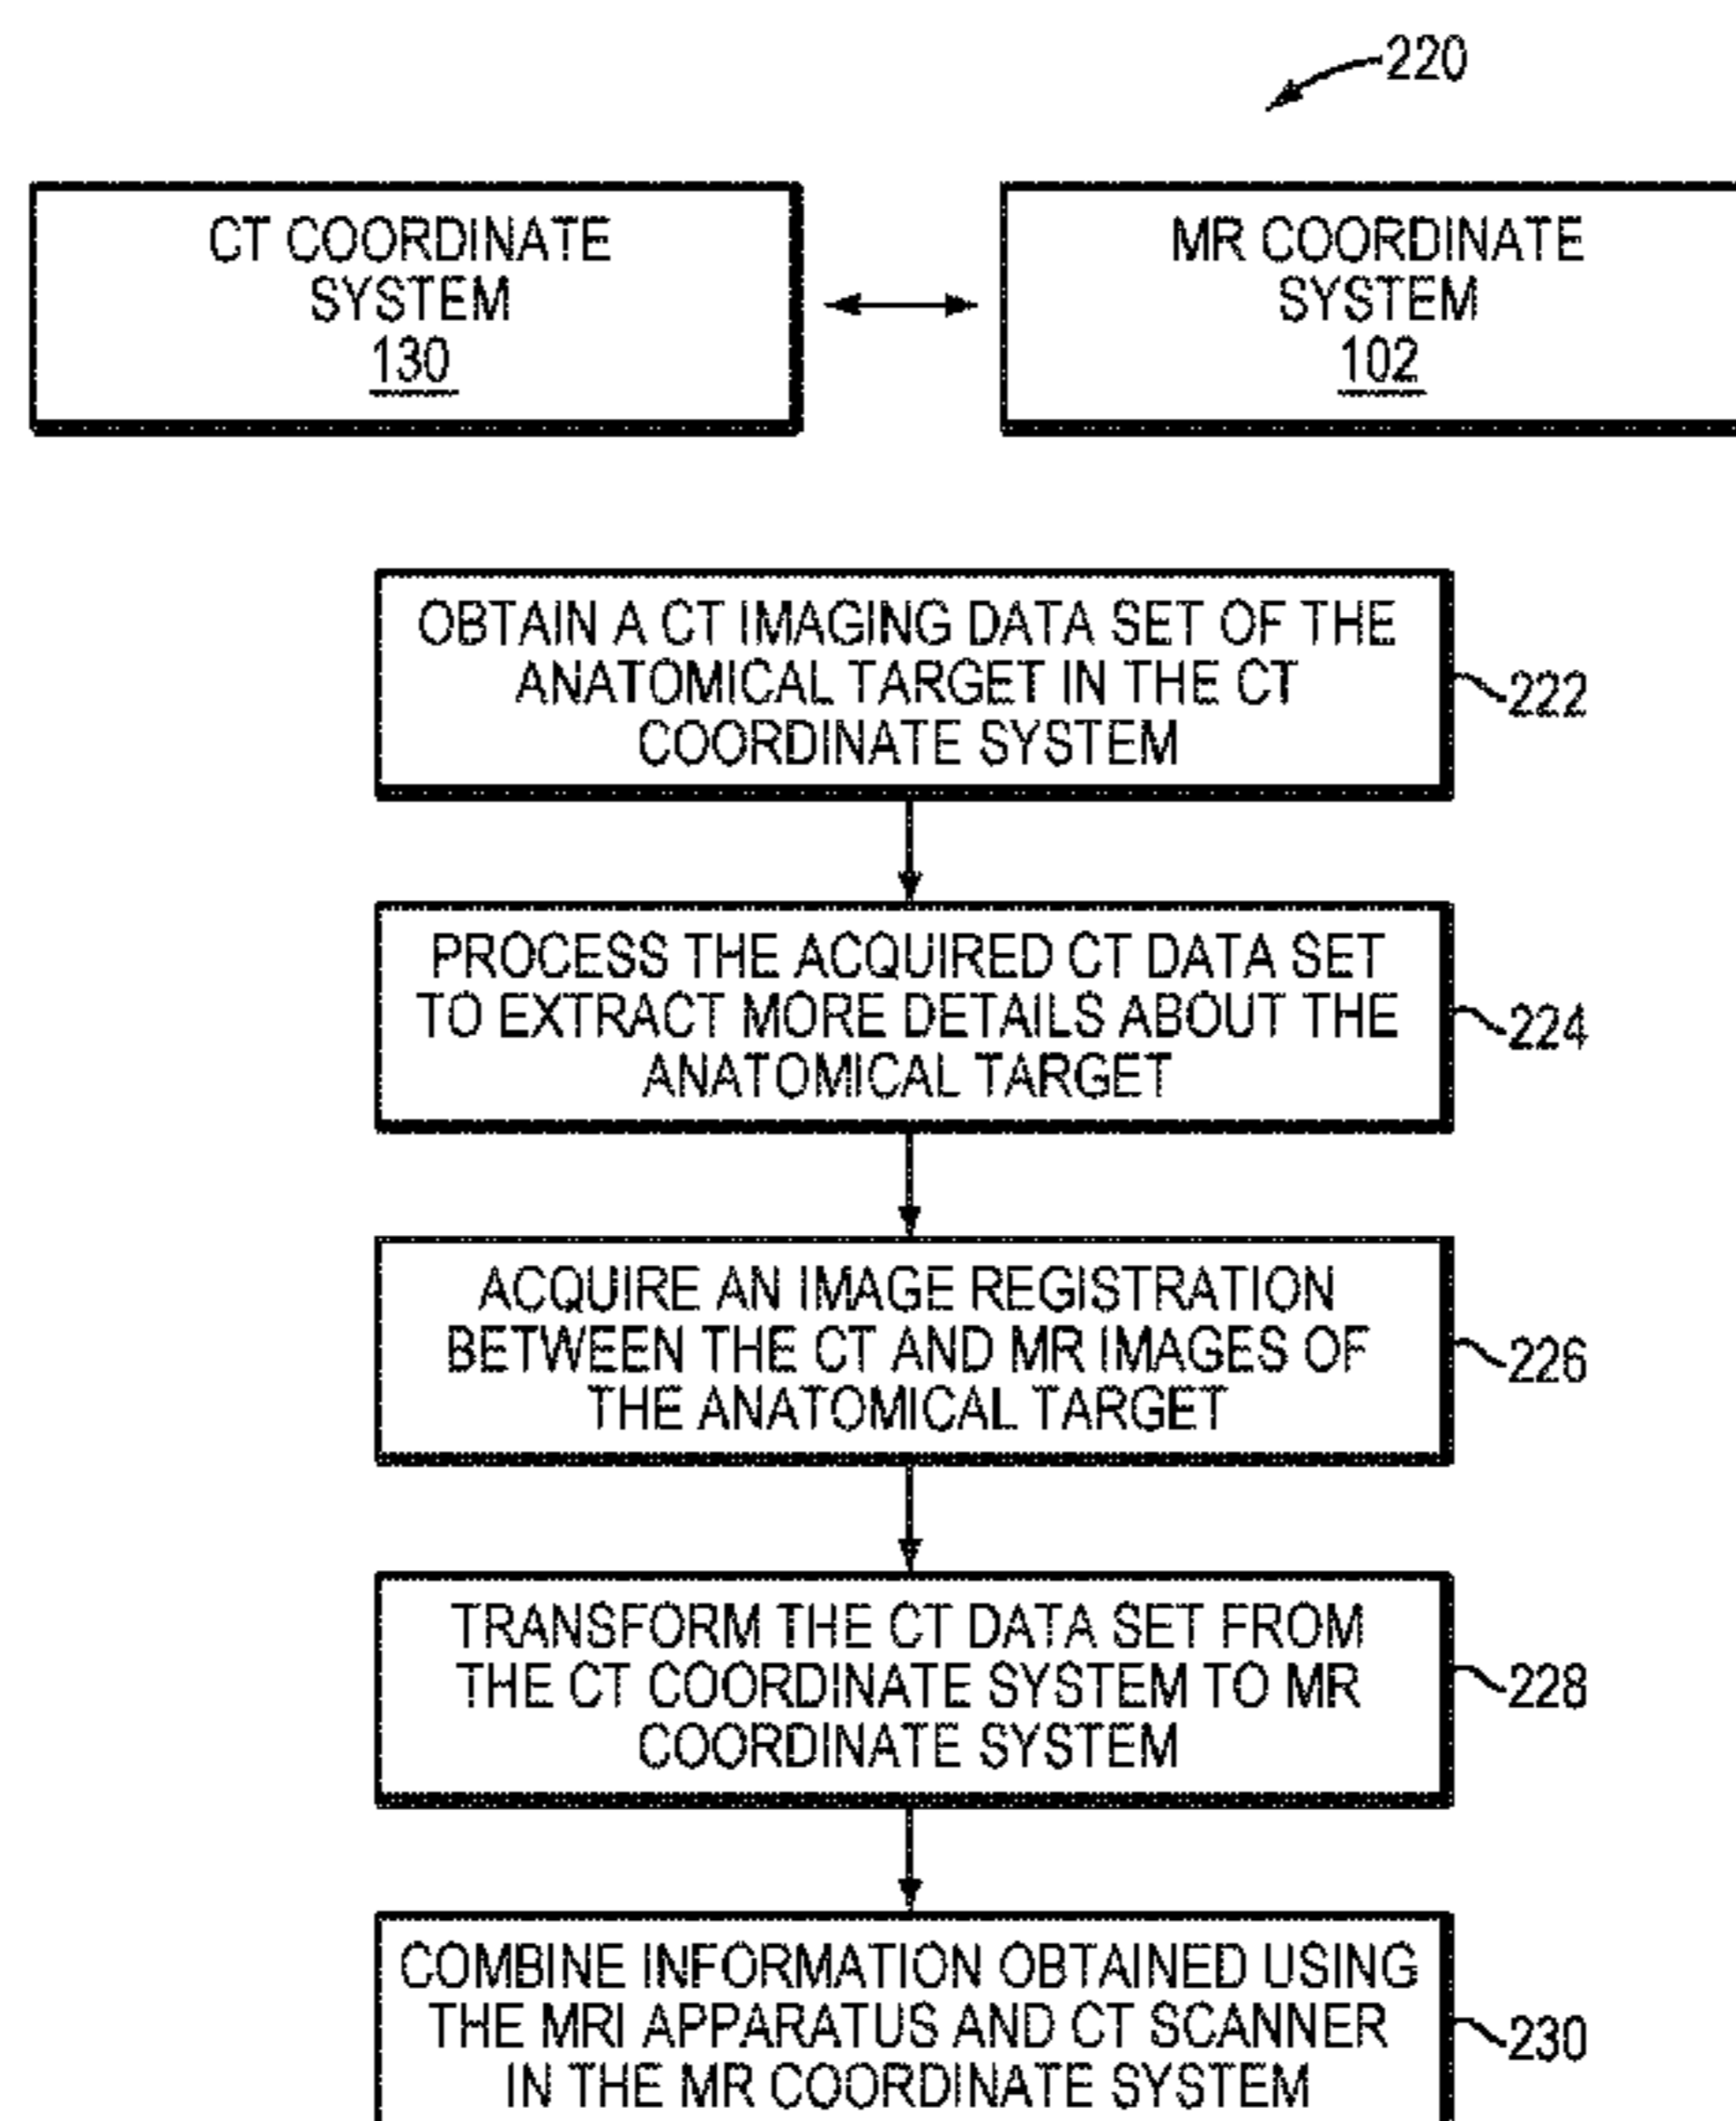 220
CT COORDINATE
SYSTEM
130
MR COORDINATE
SYSTEM
102
OBTAIN A CT IMAGING DATA SET OF THE
ANATOMICAL TARGET IN THE CT
COORDINATE SYSTEM
222
PROCESS THE ACQUIRED CT DATA SET
TO EXTRACT MORE DETAILS ABOUT THE
ANATOMICAL TARGET
224
ACQUIRE AN IMAGE REGISTRATION
BETWEEN THE CT AND MR IMAGES OF
THE ANATOMICAL TARGET
226
TRANSFORM THE CT DATA SET FROM
THE CT COORDINATE SYSTEM TO MR
COORDINATE SYSTEM
228
COMBINE INFORMATION OBTAINED USING
THE MRI APPARATUS AND CT SCANNER
IN THE MR COORDINATE SYSTEM
230